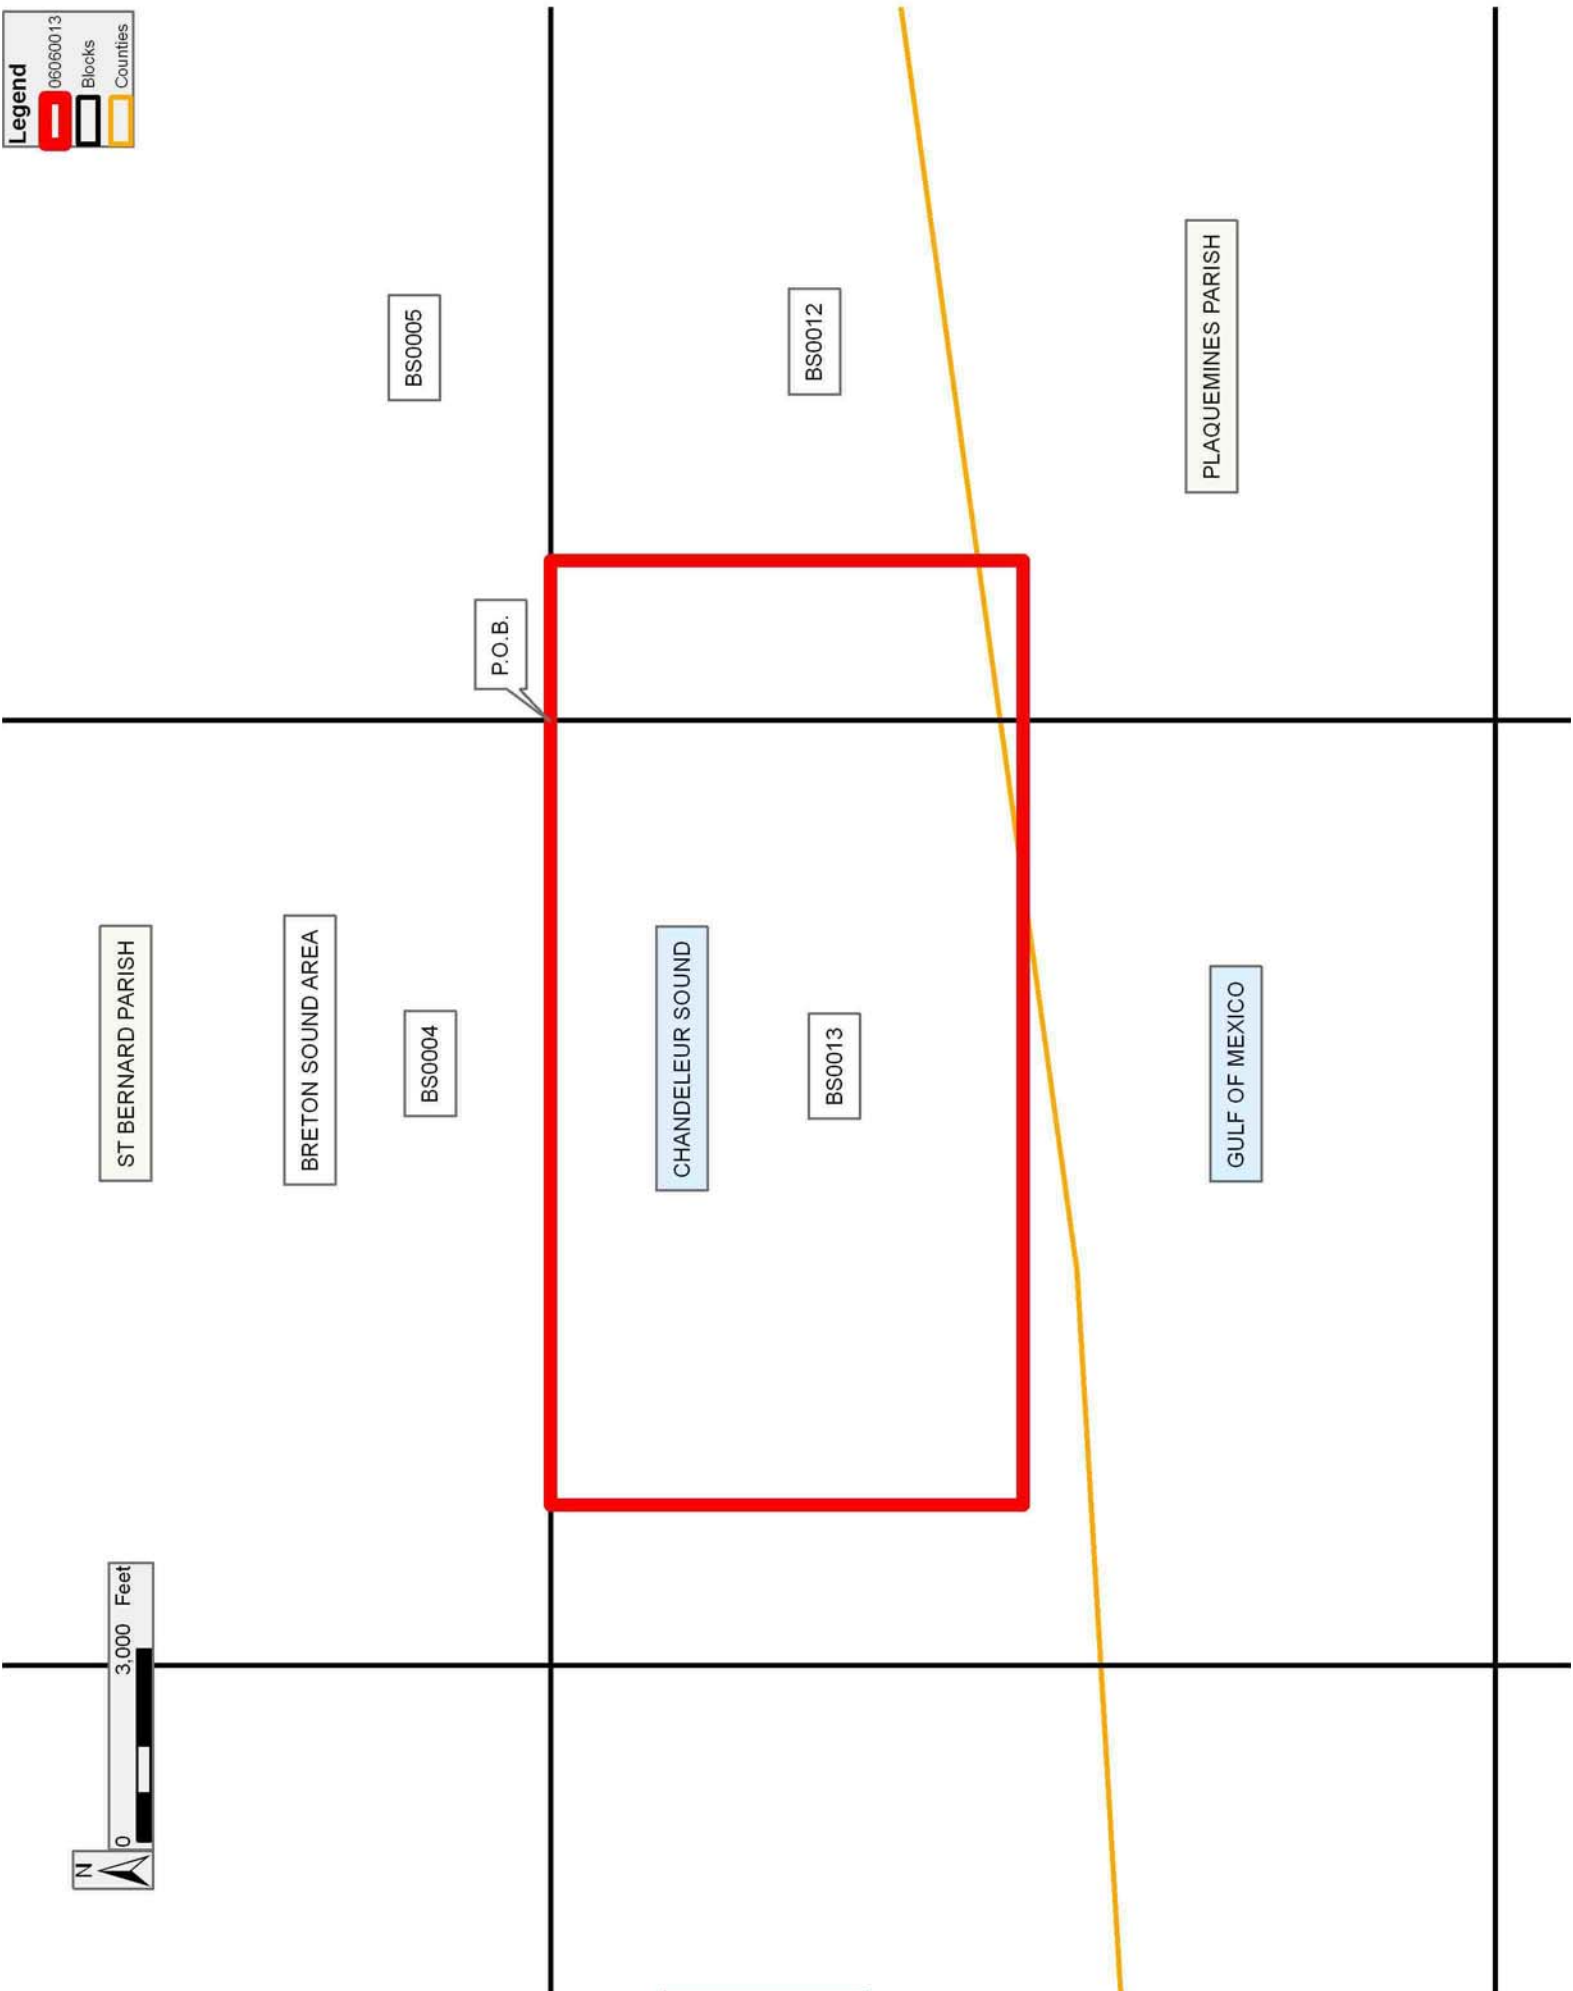 Legend
06060013
Blocks
Counties
ST BERNARD PARISH
BRETON SOUND AREA
BS0004
BS0005
P.O.B.
CHANDELEUR SOUND
BS0013
BS0012
GULF OF MEXICO
PLAQUEMINES PARISH
N
0 3,000 Feet